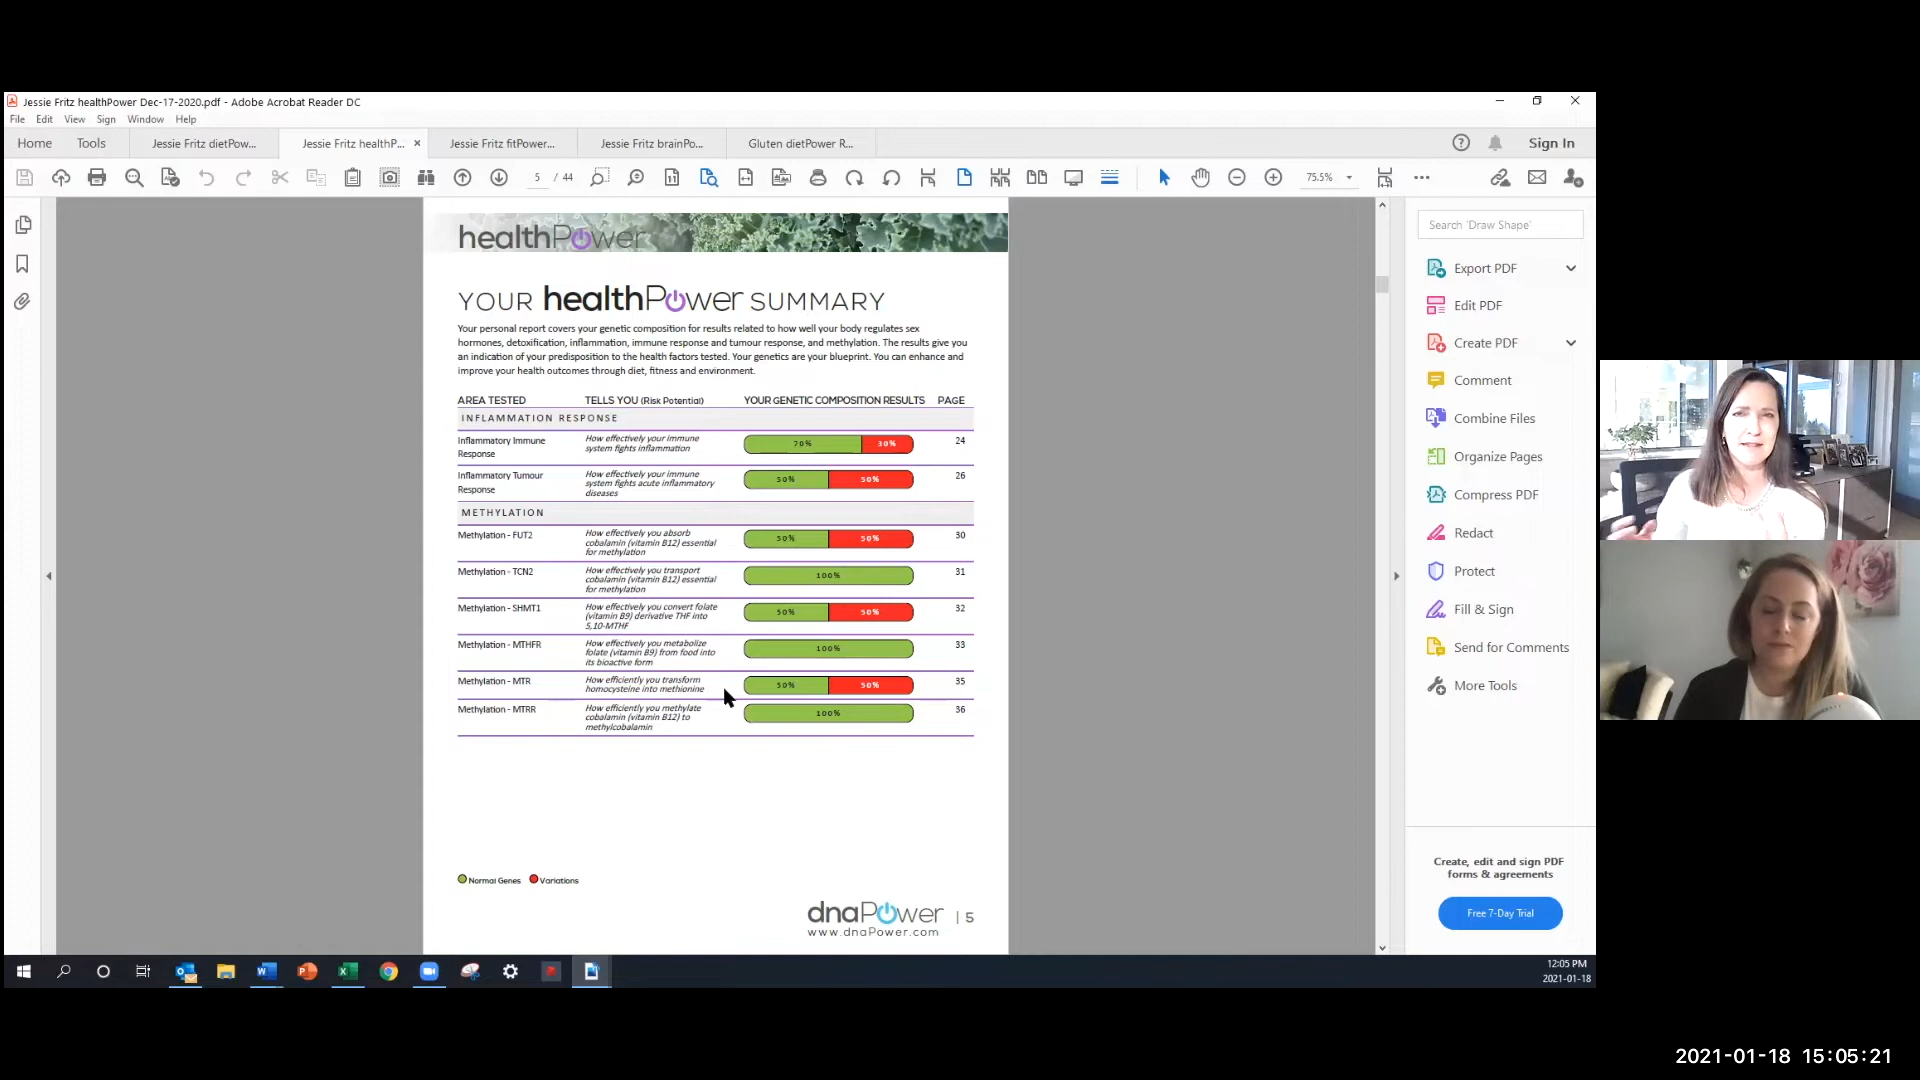 Jessie Fritz healthPower Dec-17-2020.pdf - Adobe Acrobat Reader DC
File Edit View Sign Window Help
Home Tools Jessie Fritz dietPow... Jessie Fritz healthP... × Jessie Fritz fitPower... Jessie Fritz brainPo... Gluten dietPower R... Sign In
5 / 44 75.5%
healthPower
YOUR healthPower SUMMARY
Your personal report covers your genetic composition for results related to how well your body regulates sex
hormones, detoxification, inflammation, immune response and tumour response, and methylation. The results give you
an indication of your predisposition to the health factors tested. Your genetics are your blueprint. You can enhance and
improve your health outcomes through diet, fitness and environment.
AREA TESTED TELLS YOU (Risk Potential) YOUR GENETIC COMPOSITION RESULTS PAGE
INFLAMMATION RESPONSE
Inflammatory Immune
Response
How effectively your immune
system fights inflammation
70% 30%
24
Inflammatory Tumour
Response
How effectively your immune
system fights acute inflammatory
diseases
50% 50%
26
METHYLATION
Methylation - FUT2
How effectively you absorb
cobalamin (vitamin B12) essential
for methylation
50% 50%
30
Methylation - TCN2
How effectively you transport
cobalamin (vitamin B12) essential
for methylation
100%
31
Methylation - SHMT1
How effectively you convert folate
(vitamin B9) derivative THF into
5,10-MTHF
50% 50%
32
Methylation - MTHFR
How effectively you metabolize
folate (vitamin B9) from food into
its bioactive form
100%
33
Methylation - MTR
How efficiently you transform
homocysteine into methionine
50% 50%
35
Methylation - MTRR
How efficiently you methylate
cobalamin (vitamin B12) to
methylcobalamin
100%
36
Normal Genes Variations
dnaPower | 5
www.dnaPower.com
Search 'Draw Shape'
Export PDF
Edit PDF
Create PDF
Comment
Combine Files
Organize Pages
Compress PDF
Redact
Protect
Fill & Sign
Send for Comments
More Tools
Create, edit and sign PDF
forms & agreements
Free 7-Day Trial
12:05 PM
2021-01-18
2021-01-18 15:05:21